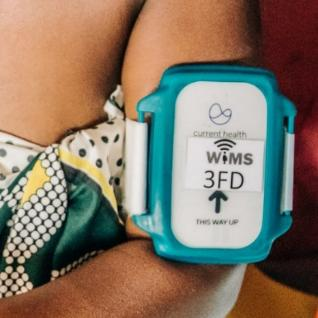 current health
WiMS
3FD
THIS WAY UP